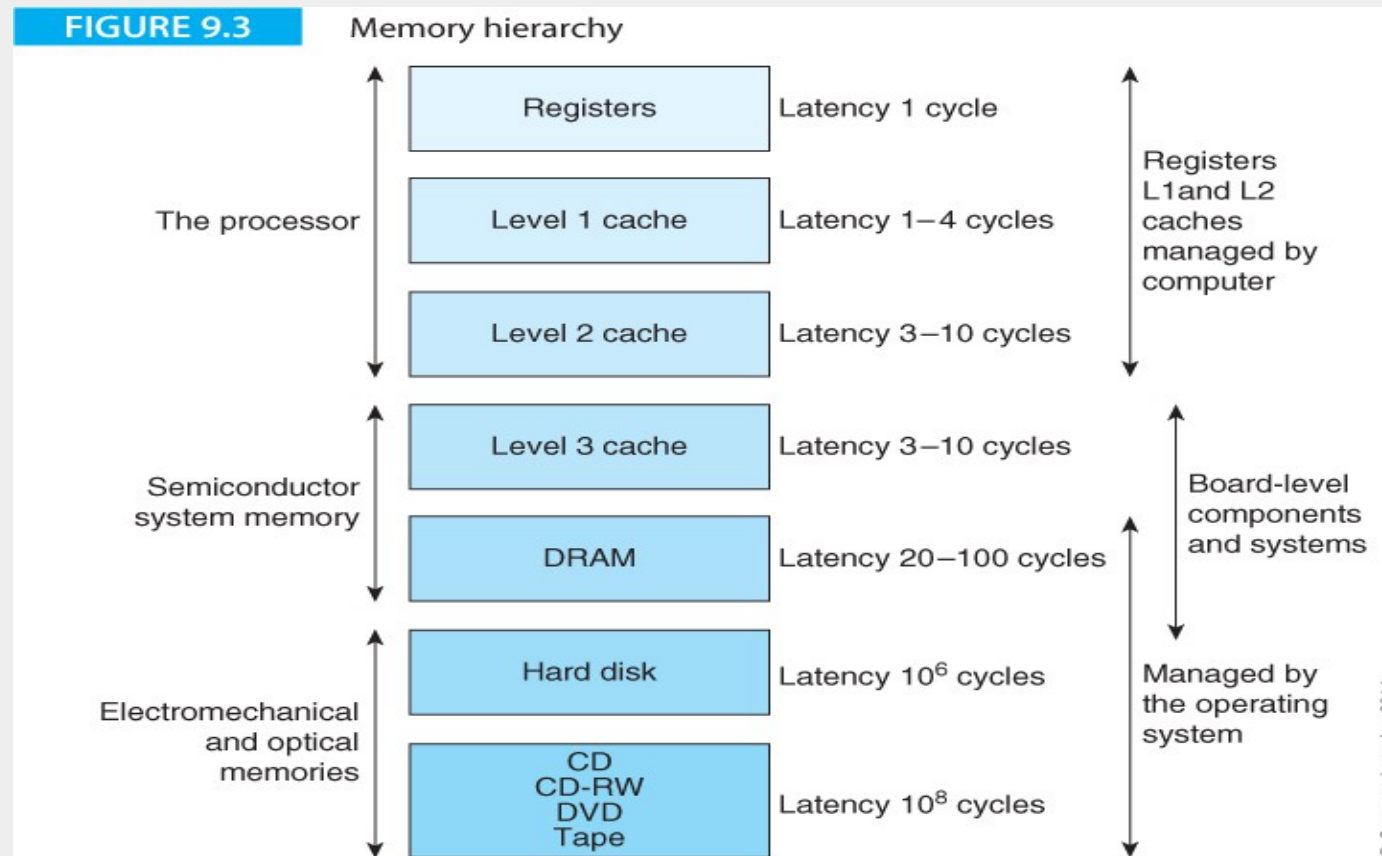 FIGURE 9.3 Memory hierarchy
Registers
Latency 1 cycle
The processor
Level 1 cache
Latency 1–4 cycles
Registers
L1and L2
caches
managed by
computer
Level 2 cache
Latency 3–10 cycles
Level 3 cache
Latency 3–10 cycles
Semiconductor
system memory
Board-level
components
and systems
DRAM
Latency 20–100 cycles
Hard disk
Latency 10⁶ cycles
Managed by
the operating
system
Electromechanical
and optical
memories
CD
CD-RW
DVD
Tape
Latency 10⁸ cycles